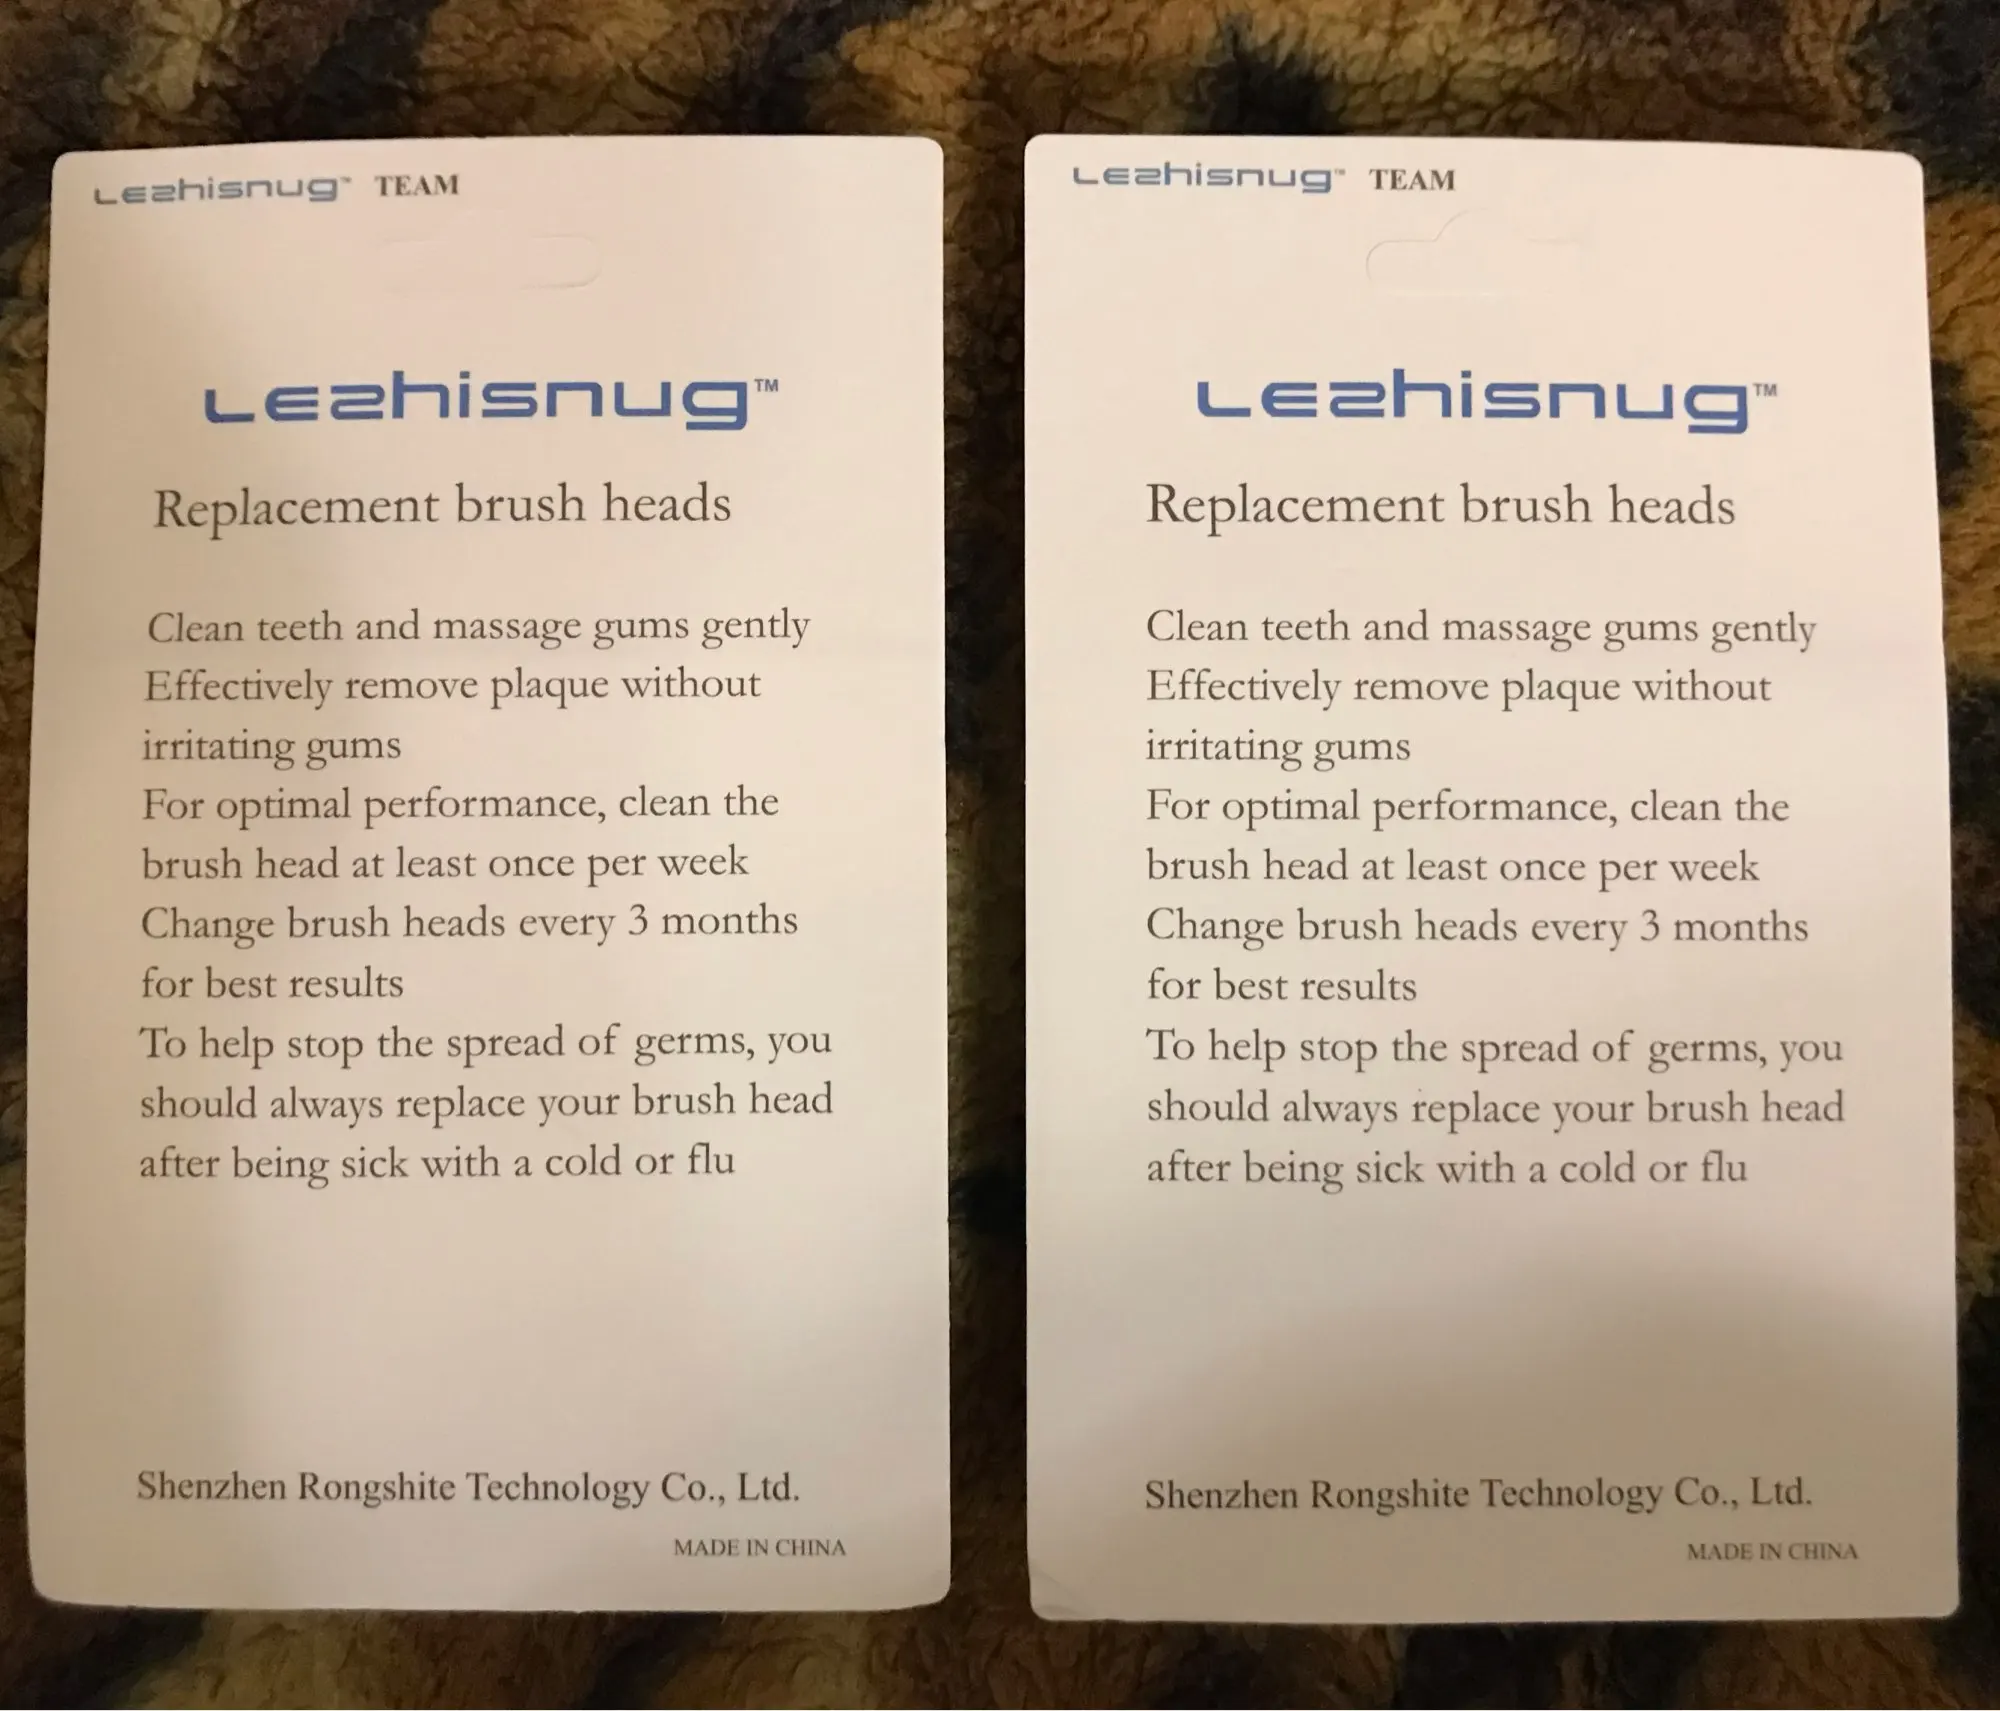 Lezhisnug™ TEAM
Lezhisnug™
Replacement brush heads
Clean teeth and massage gums gently
Effectively remove plaque without
irritating gums
For optimal performance, clean the
brush head at least once per week
Change brush heads every 3 months
for best results
To help stop the spread of germs, you
should always replace your brush head
after being sick with a cold or flu
Shenzhen Rongshite Technology Co., Ltd.
MADE IN CHINA
Lezhisnug™ TEAM
Lezhisnug™
Replacement brush heads
Clean teeth and massage gums gently
Effectively remove plaque without
irritating gums
For optimal performance, clean the
brush head at least once per week
Change brush heads every 3 months
for best results
To help stop the spread of germs, you
should always replace your brush head
after being sick with a cold or flu
Shenzhen Rongshite Technology Co., Ltd.
MADE IN CHINA